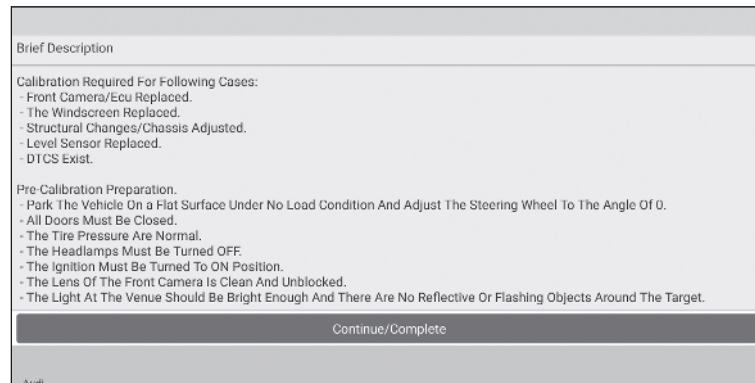 Brief Description
Calibration Required For Following Cases:
- Front Camera/Ecu Replaced.
- The Windscreen Replaced.
- Structural Changes/Chassis Adjusted.
- Level Sensor Replaced.
- DTCS Exist.
Pre-Calibration Preparation.
- Park The Vehicle On a Flat Surface Under No Load Condition And Adjust The Steering Wheel To The Angle Of 0.
- All Doors Must Be Closed.
- The Tire Pressure Are Normal.
- The Headlamps Must Be Turned OFF.
- The Ignition Must Be Turned To ON Position.
- The Lens Of The Front Camera Is Clean And Unblocked.
- The Light At The Venue Should Be Bright Enough And There Are No Reflective Or Flashing Objects Around The Target.
Continue/Complete
Audi